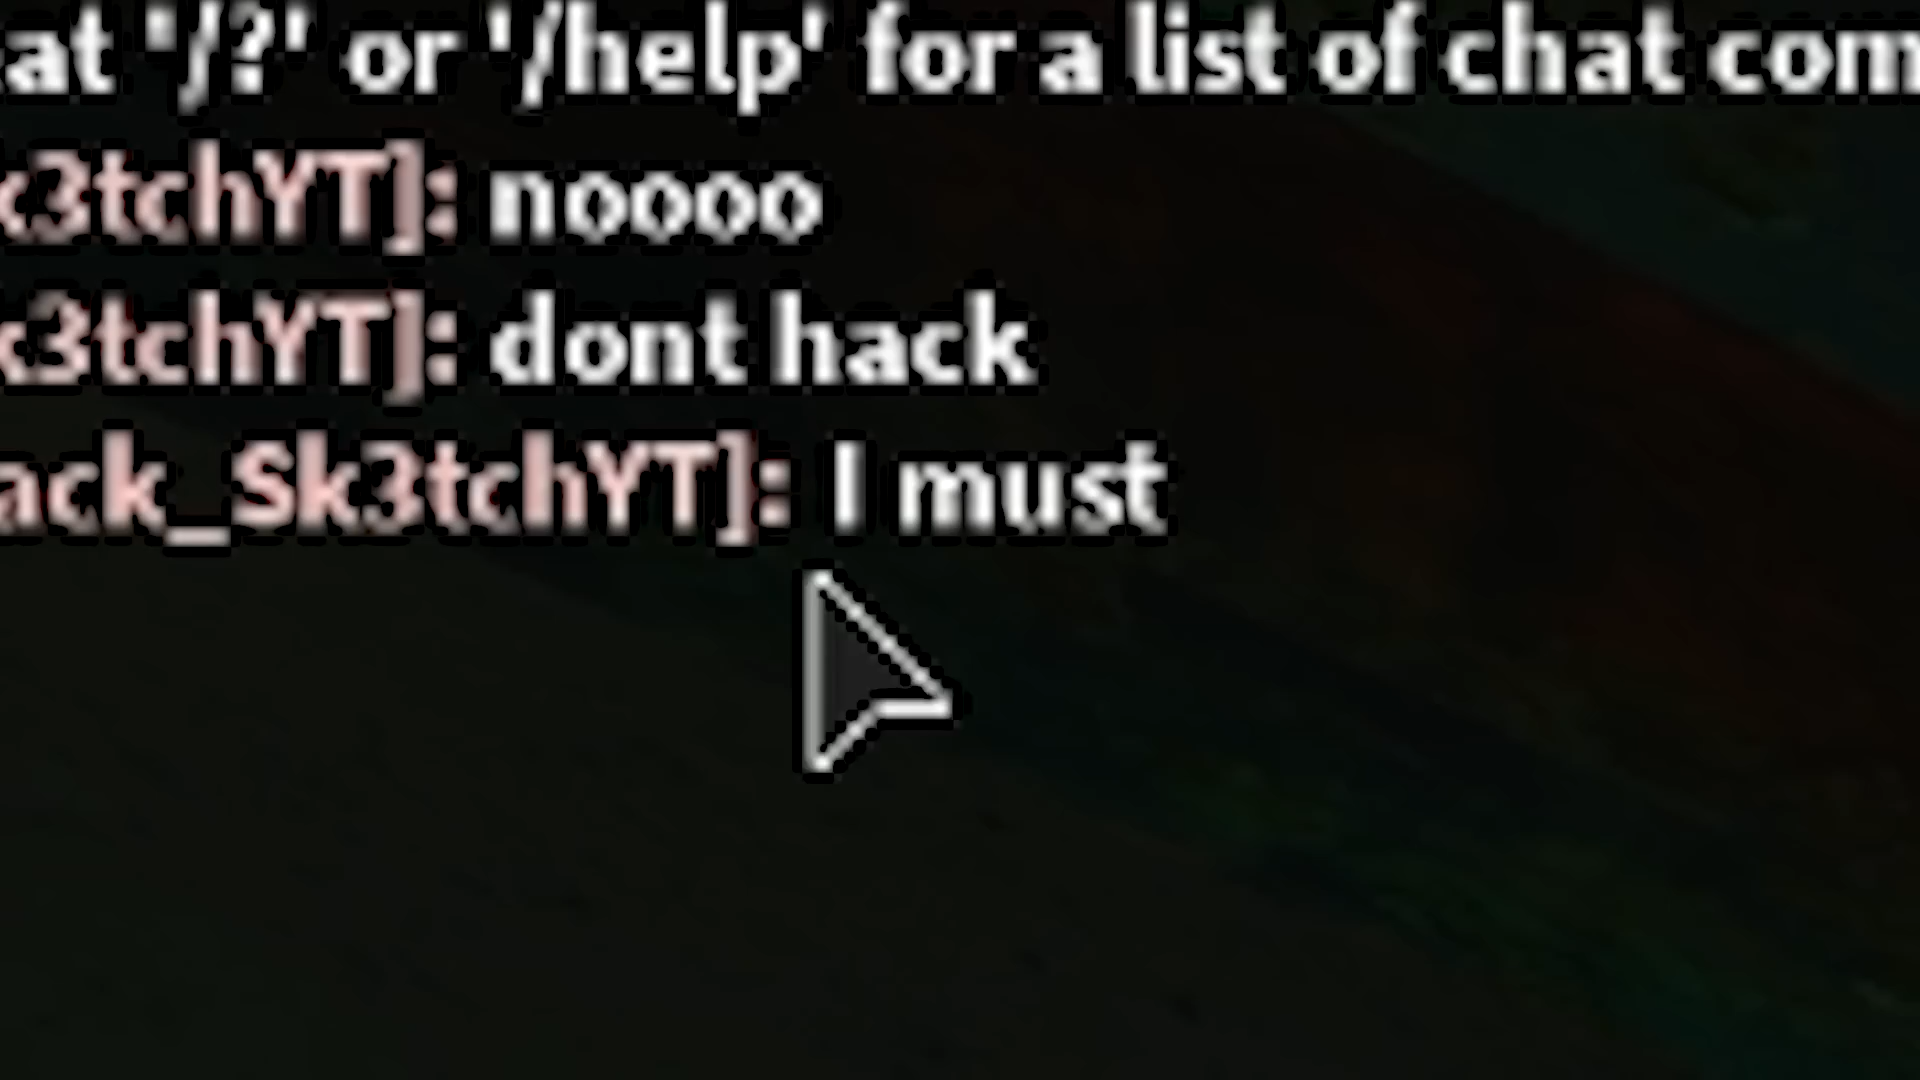 at '/?' or '/help' for a list of chat com
k3tchYT]: noooo
k3tchYT]: dont hack
ack_Sk3tchYT]: I must